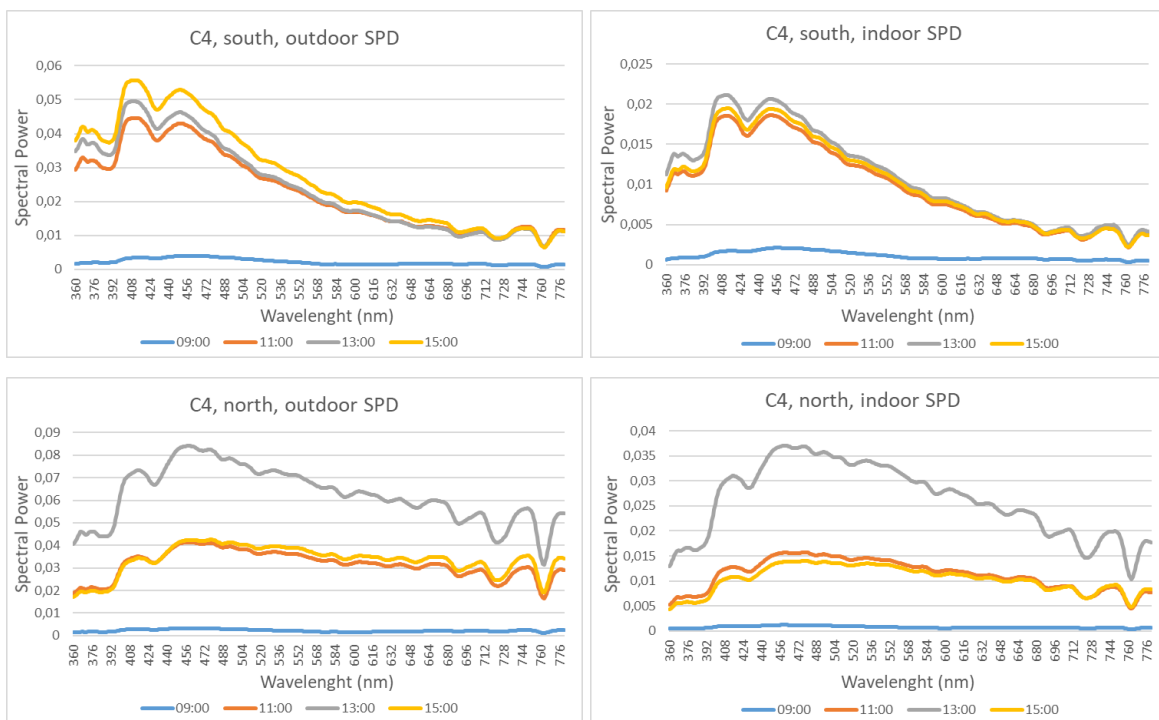 C4, south, outdoor SPD
0,06
0,05
0,04
0,03
0,02
0,01
0
Spectral Power
360 376 392 408 424 440 456 472 488 504 520 536 552 568 584 600 616 632 648 664 680 696 712 728 744 760 776
Wavelenght (nm)
09:00 11:00 13:00 15:00
C4, south, indoor SPD
0,025
0,02
0,015
0,01
0,005
0
Spectral Power
360 376 392 408 424 440 456 472 488 504 520 536 552 568 584 600 616 632 648 664 680 696 712 728 744 760 776
Wavelenght (nm)
09:00 11:00 13:00 15:00
C4, north, outdoor SPD
0,09
0,08
0,07
0,06
0,05
0,04
0,03
0,02
0,01
0
Spectral Power
360 376 392 408 424 440 456 472 488 504 520 536 552 568 584 600 616 632 648 664 680 696 712 728 744 760 776
Wavelenght (nm)
09:00 11:00 13:00 15:00
C4, north, indoor SPD
0,04
0,035
0,03
0,025
0,02
0,015
0,01
0,005
0
Spectral Power
360 376 392 408 424 440 456 472 488 504 520 536 552 568 584 600 616 632 648 664 680 696 712 728 744 760 776
Wavelenght (nm)
09:00 11:00 13:00 15:00